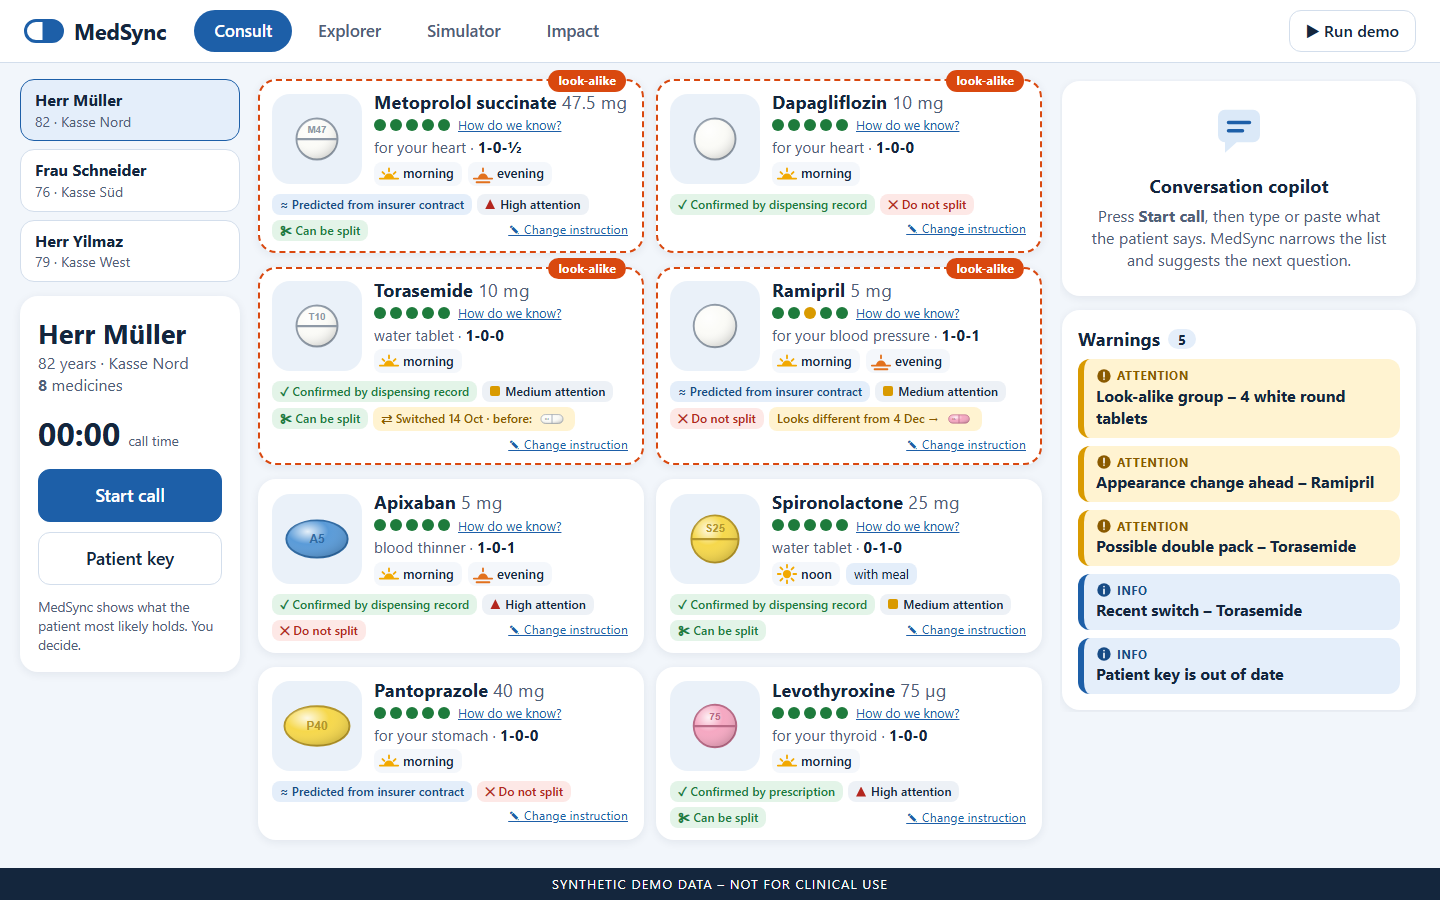 MedSync
Consult
Explorer
Simulator
Impact
▶ Run demo
Herr Müller
82 · Kasse Nord
Frau Schneider
76 · Kasse Süd
Herr Yilmaz
79 · Kasse West
Herr Müller
82 years · Kasse Nord
8 medicines
00:00 call time
Start call
Patient key
MedSync shows what the
patient most likely holds. You
decide.
look-alike
M47
Metoprolol succinate 47.5 mg
How do we know?
for your heart · 1-0-½
morning evening
≈ Predicted from insurer contract ▲ High attention
Can be split
Change instruction
look-alike
Dapagliflozin 10 mg
How do we know?
for your heart · 1-0-0
morning
✓ Confirmed by dispensing record ✕ Do not split
Change instruction
look-alike
T10
Torasemide 10 mg
How do we know?
water tablet · 1-0-0
morning
✓ Confirmed by dispensing record Medium attention
Can be split ⇄ Switched 14 Oct · before:
Change instruction
look-alike
Ramipril 5 mg
How do we know?
for your blood pressure · 1-0-1
morning evening
≈ Predicted from insurer contract Medium attention
✕ Do not split Looks different from 4 Dec →
Change instruction
A5
Apixaban 5 mg
How do we know?
blood thinner · 1-0-1
morning evening
✓ Confirmed by dispensing record ▲ High attention
✕ Do not split
Change instruction
S25
Spironolactone 25 mg
How do we know?
water tablet · 0-1-0
noon with meal
✓ Confirmed by dispensing record Medium attention
Can be split
Change instruction
P40
Pantoprazole 40 mg
How do we know?
for your stomach · 1-0-0
morning
≈ Predicted from insurer contract ✕ Do not split
Change instruction
75
Levothyroxine 75 µg
How do we know?
for your thyroid · 1-0-0
morning
✓ Confirmed by prescription ▲ High attention
Can be split
Change instruction
Conversation copilot
Press Start call, then type or paste what
the patient says. MedSync narrows the list
and suggests the next question.
Warnings 5
ATTENTION
Look-alike group – 4 white round
tablets
ATTENTION
Appearance change ahead – Ramipril
ATTENTION
Possible double pack – Torasemide
INFO
Recent switch – Torasemide
INFO
Patient key is out of date
SYNTHETIC DEMO DATA – NOT FOR CLINICAL USE